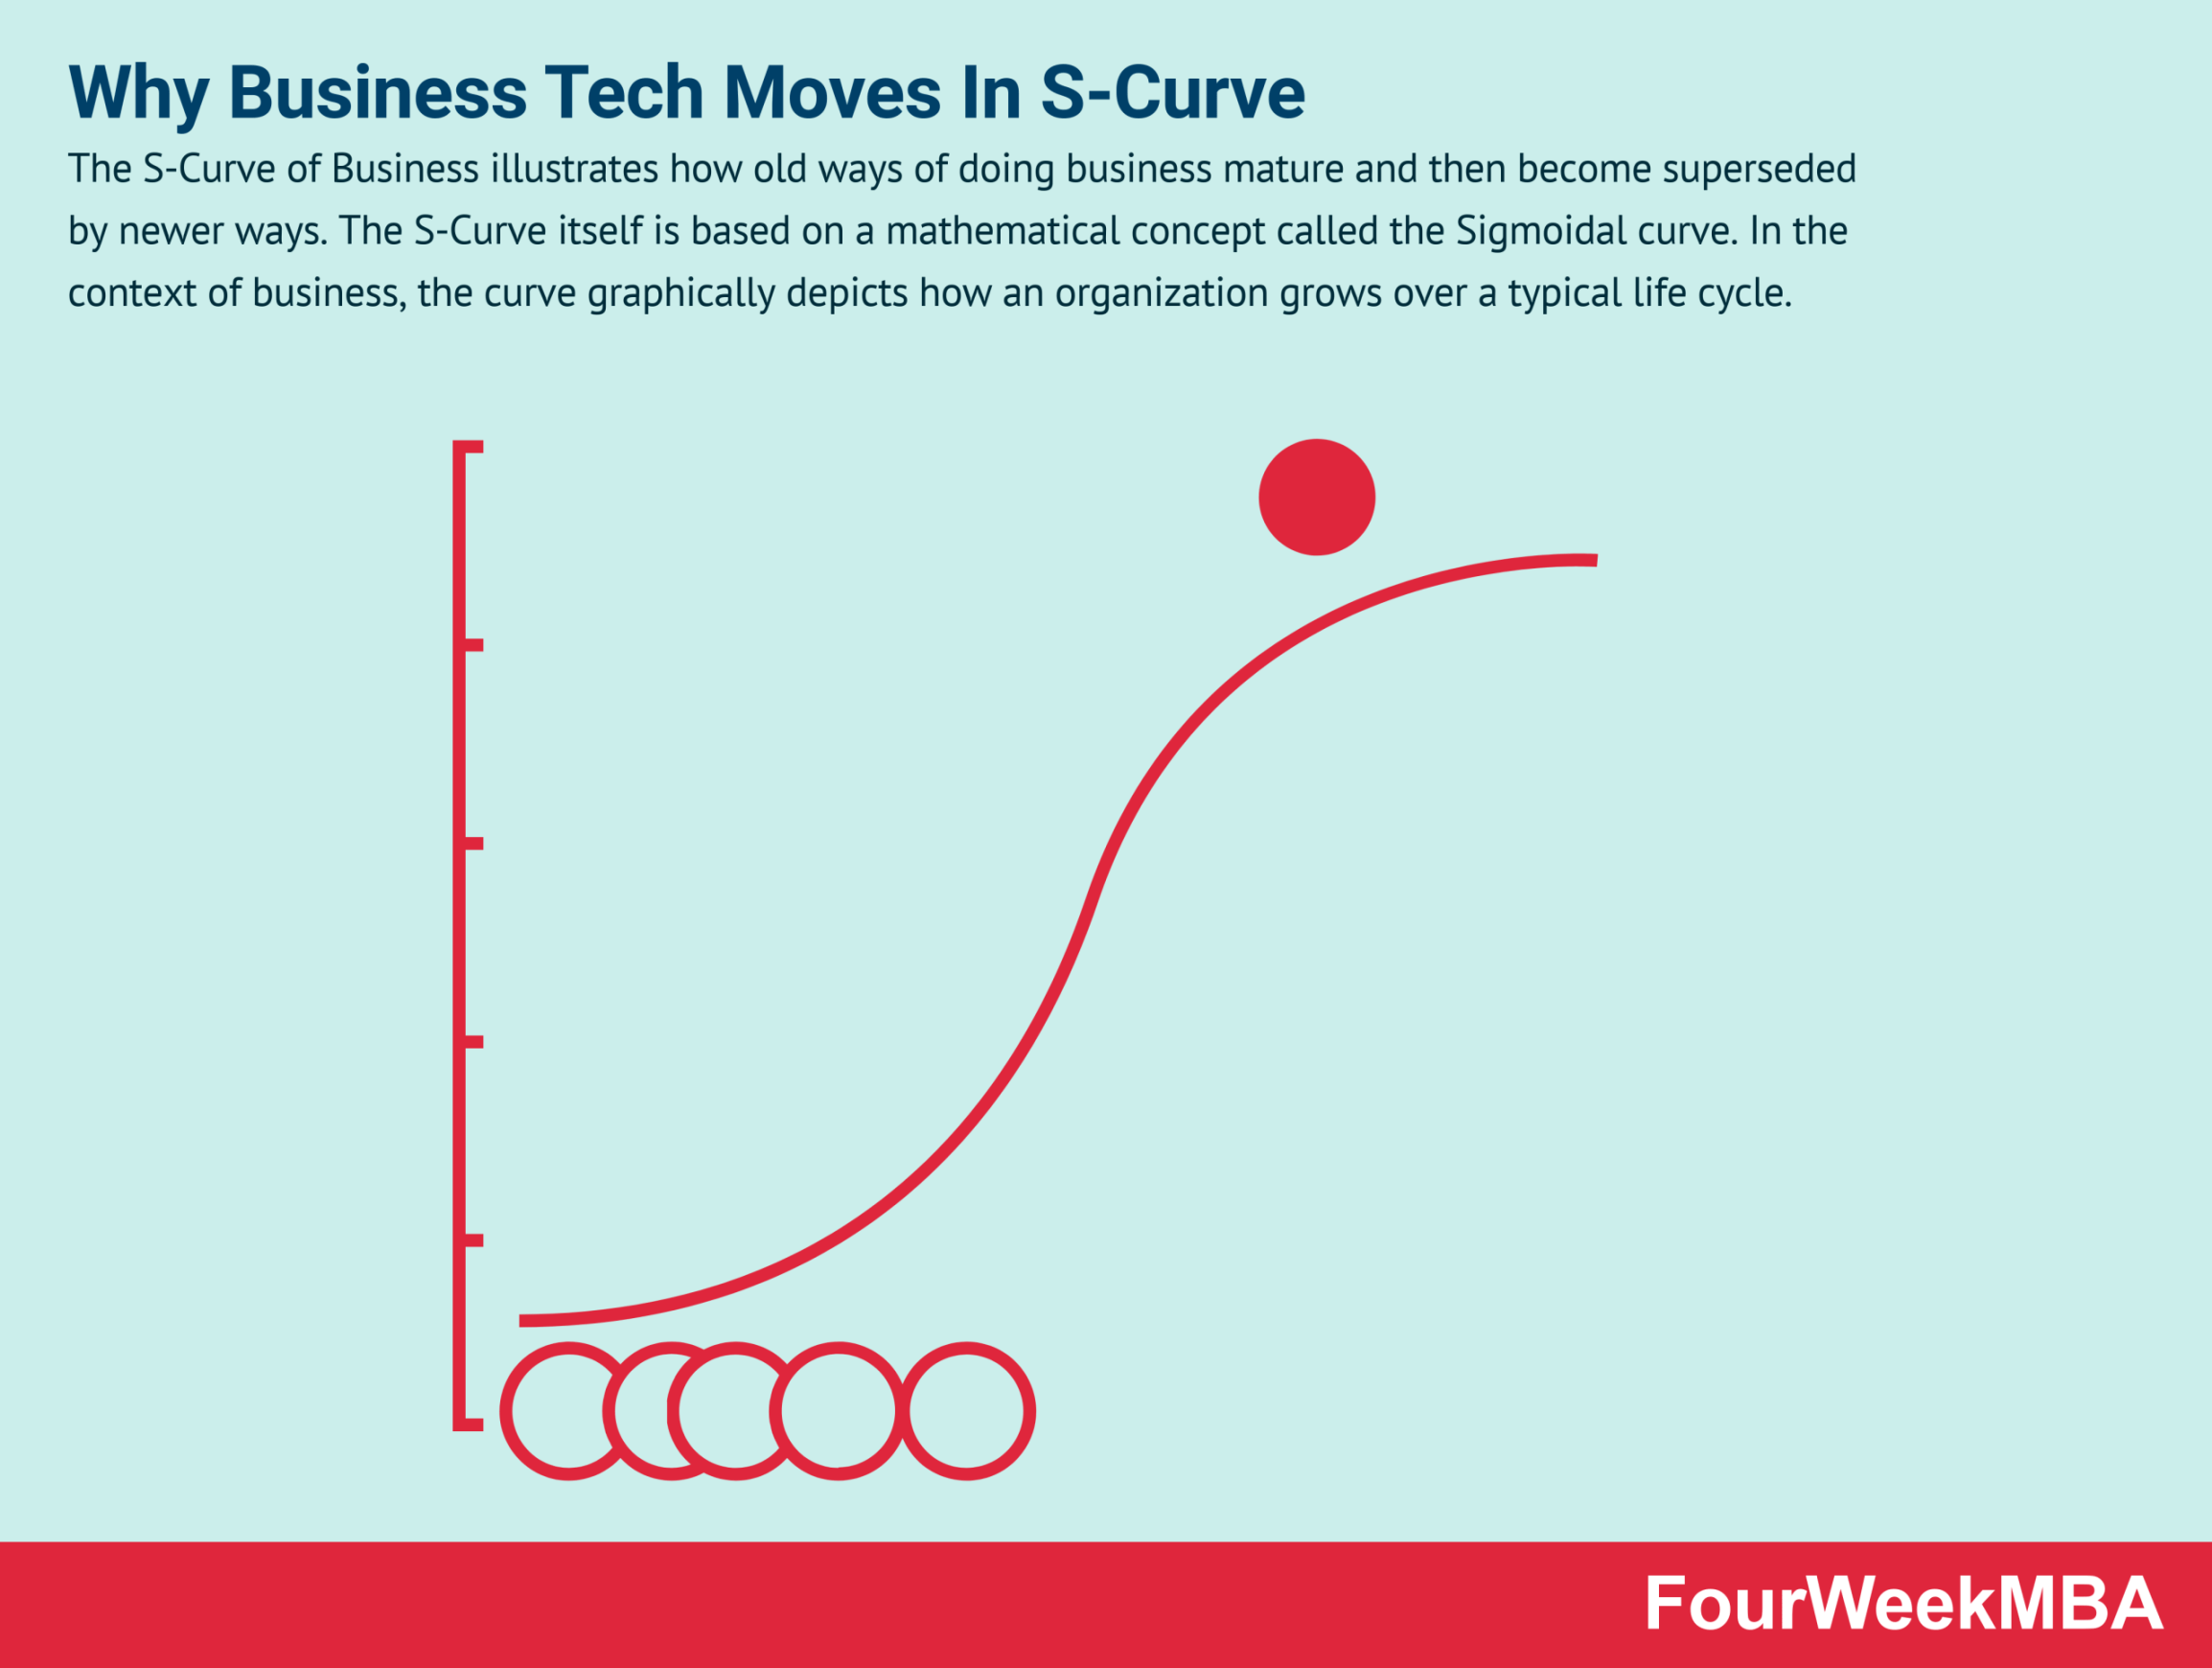 Why Business Tech Moves In S-Curve
The S-Curve of Business illustrates how old ways of doing business mature and then become superseded
by newer ways. The S-Curve itself is based on a mathematical concept called the Sigmoidal curve. In the
context of business, the curve graphically depicts how an organization grows over a typical life cycle.
FourWeekMBA